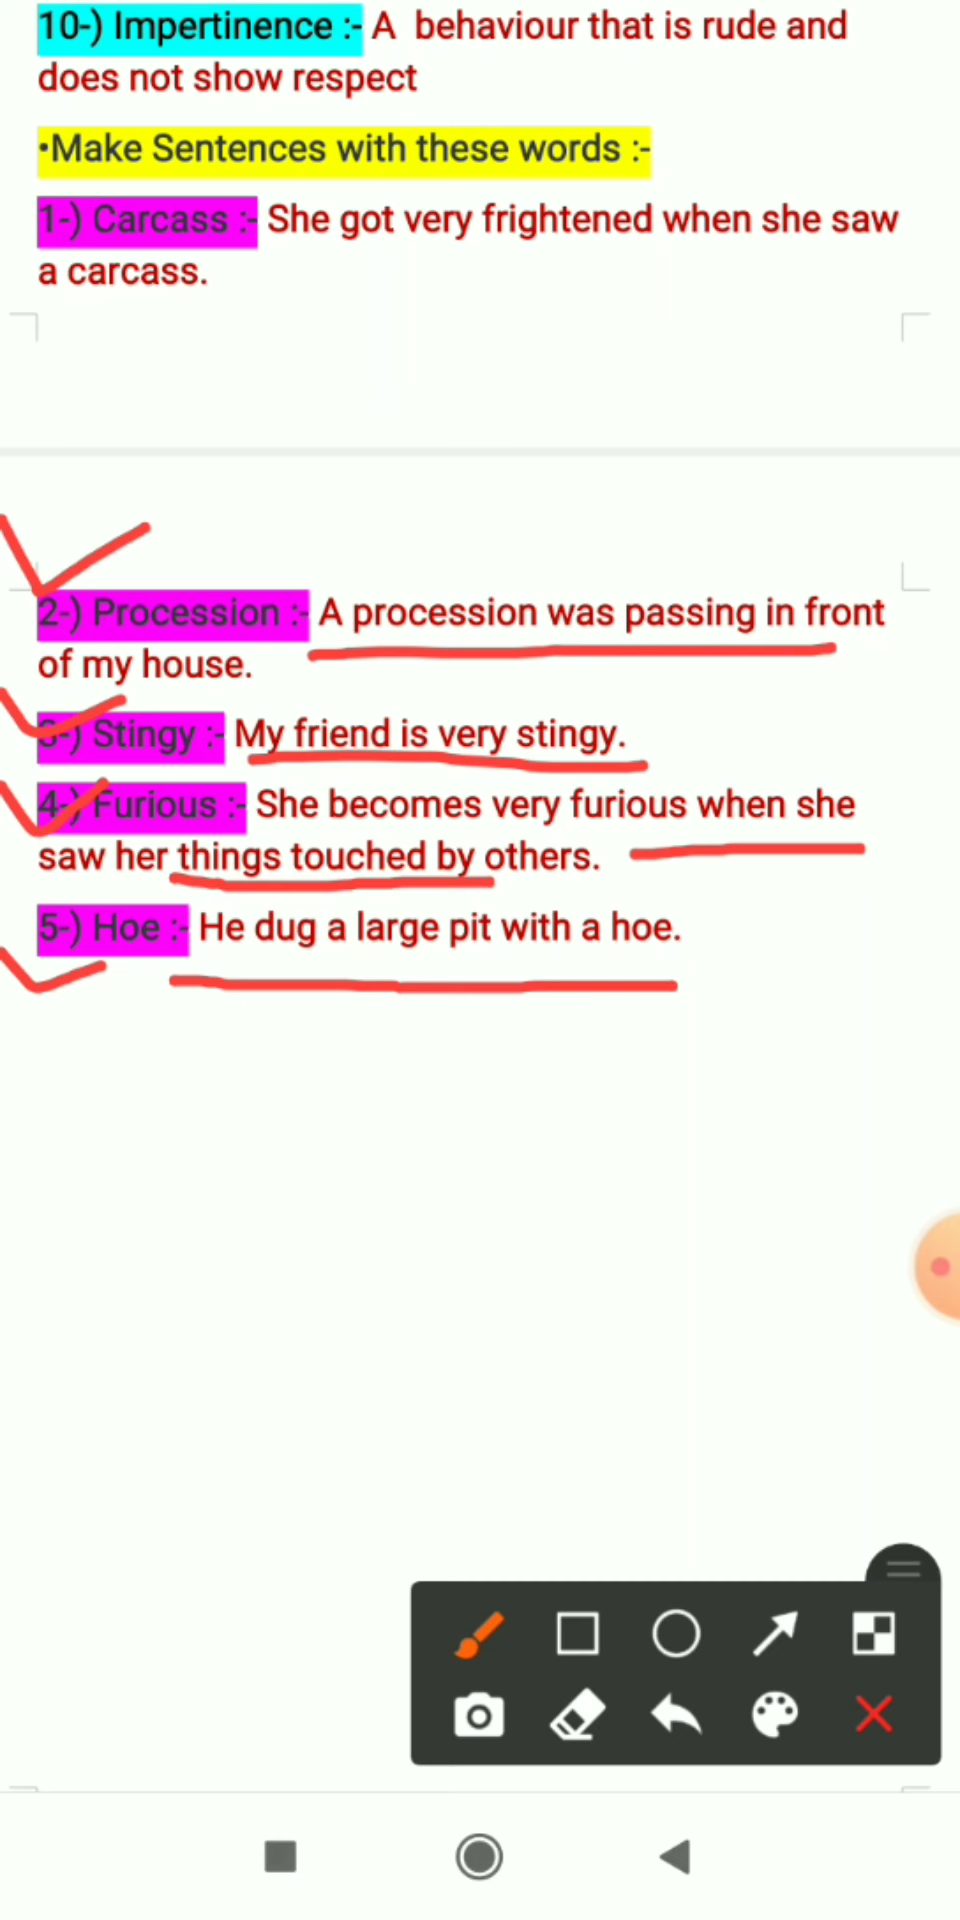 10-) Impertinence :- A behaviour that is rude and
does not show respect
•Make Sentences with these words :-
1-) Carcass :- She got very frightened when she saw
a carcass.
2-) Procession :- A procession was passing in front
of my house.
3-) Stingy :- My friend is very stingy.
4-) Furious :- She becomes very furious when she
saw her things touched by others.
5-) Hoe :- He dug a large pit with a hoe.